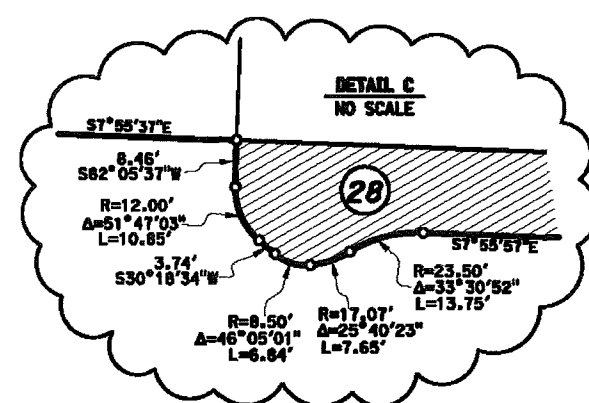 DETAIL C
NO SCALE
S7°55'37"E
8.46'
S82°05'37"W
28
R=12.00'
Δ=51°47'03"
L=10.85'
S7°55'57"E
3.74'
S30°18'34"W
R=23.50'
Δ=33°30'52"
L=13.75'
R=8.50'
Δ=46°05'01"
L=6.84'
R=17.07'
Δ=25°40'23"
L=7.65'